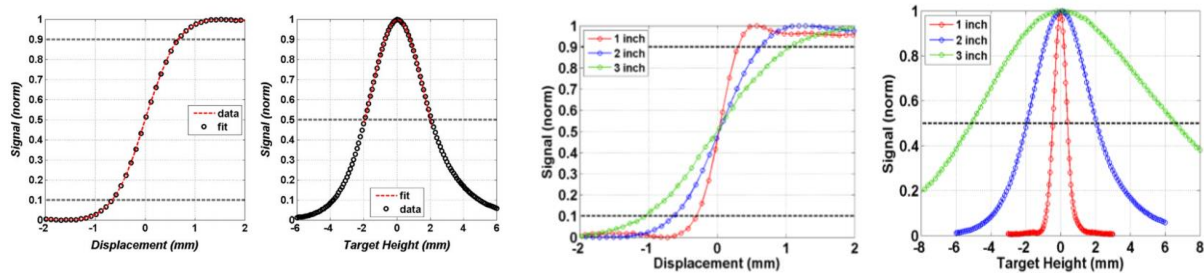 Signal (norm)
1
0.9
0.8
0.7
0.6
0.5
0.4
0.3
0.2
0.1
0
-2 -1 0 1 2
Displacement (mm)
data
fit
Signal (norm)
1
0.9
0.8
0.7
0.6
0.5
0.4
0.3
0.2
0.1
0
-6 -4 -2 0 2 4 6
Target Height (mm)
fit
data
Signal (norm)
1
0.9
0.8
0.7
0.6
0.5
0.4
0.3
0.2
0.1
0
-2 -1 0 1 2
Displacement (mm)
1 inch
2 inch
3 inch
Signal (norm)
1
0.8
0.6
0.4
0.2
0
-8 -6 -4 -2 0 2 4 6 8
Target Height (mm)
1 inch
2 inch
3 inch